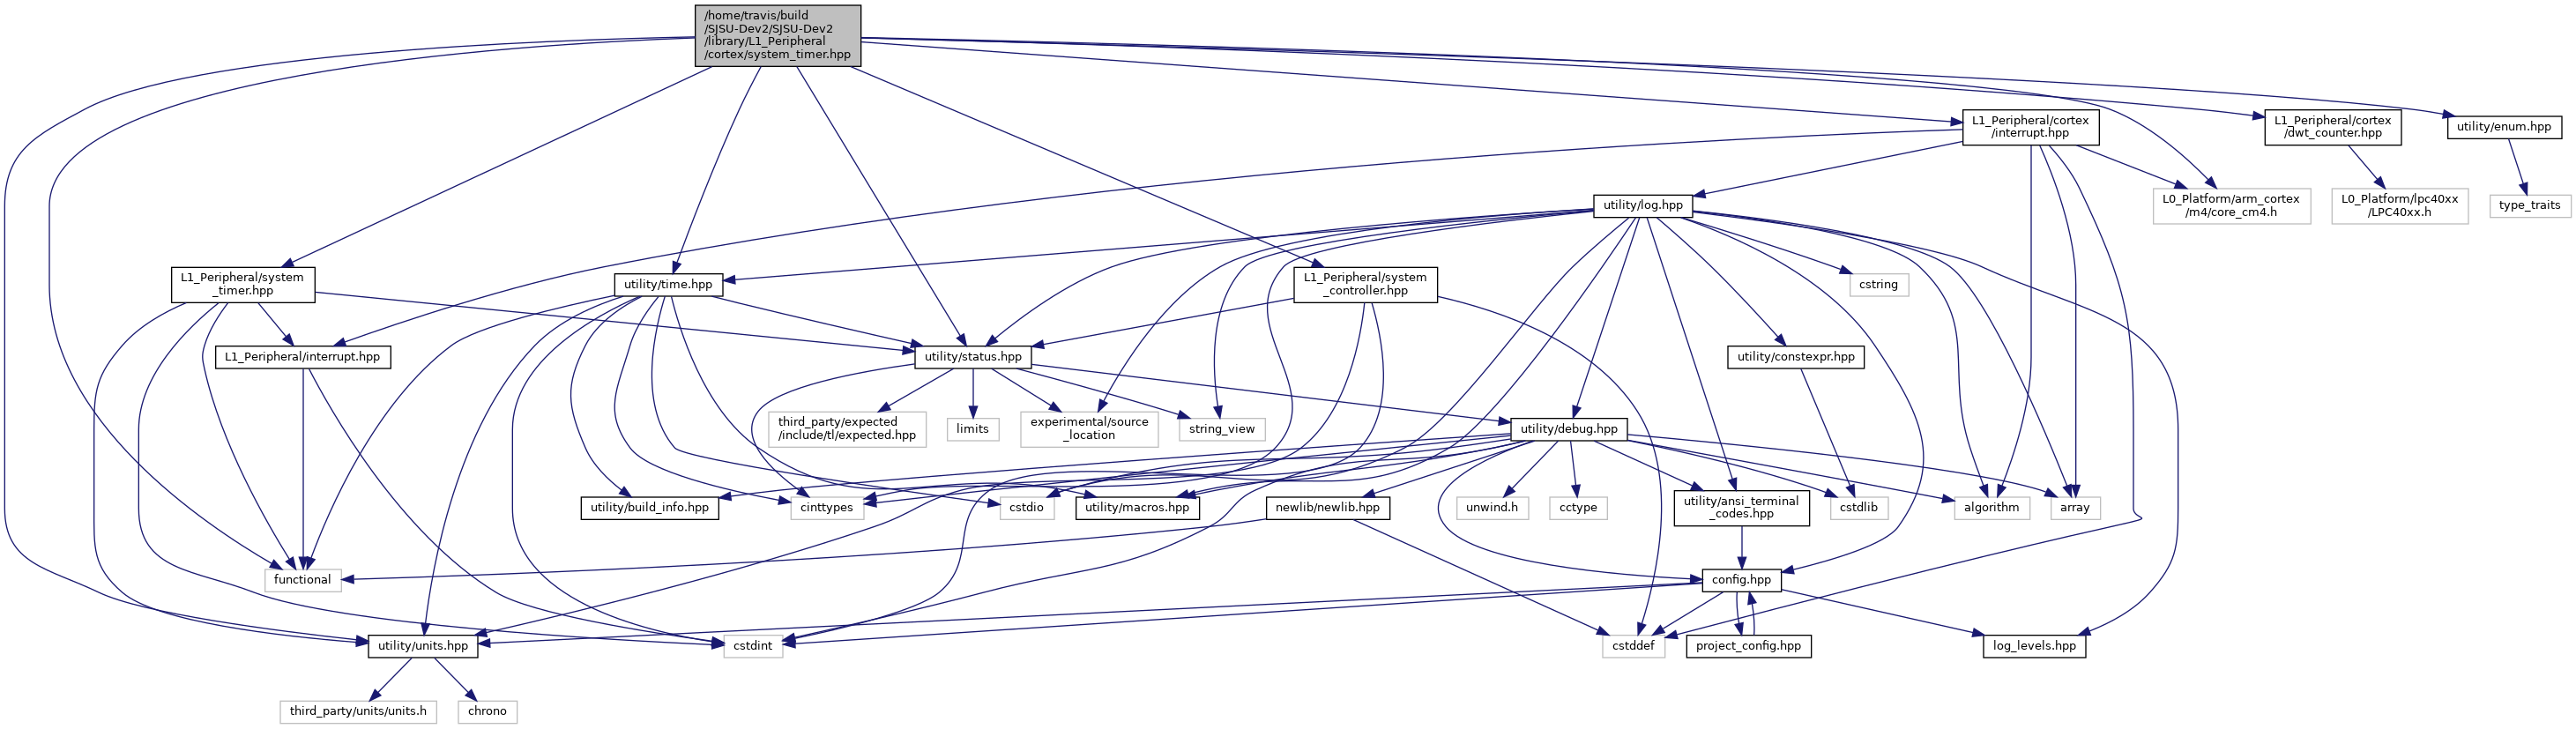 /home/travis/build
/SJSU-Dev2/SJSU-Dev2
/library/L1_Peripheral
/cortex/system_timer.hpp
L1_Peripheral/cortex
/interrupt.hpp
L1_Peripheral/cortex
/dwt_counter.hpp
utility/enum.hpp
utility/log.hpp
L0_Platform/arm_cortex
/m4/core_cm4.h
L0_Platform/lpc40xx
/LPC40xx.h
type_traits
L1_Peripheral/system
_timer.hpp
utility/time.hpp
L1_Peripheral/system
_controller.hpp
cstring
L1_Peripheral/interrupt.hpp
utility/status.hpp
utility/constexpr.hpp
third_party/expected
/include/tl/expected.hpp
limits
experimental/source
_location
string_view
utility/debug.hpp
utility/build_info.hpp
cinttypes
cstdio
utility/macros.hpp
newlib/newlib.hpp
unwind.h
cctype
utility/ansi_terminal
_codes.hpp
cstdlib
algorithm
array
functional
config.hpp
utility/units.hpp
cstdint
cstddef
project_config.hpp
log_levels.hpp
third_party/units/units.h
chrono